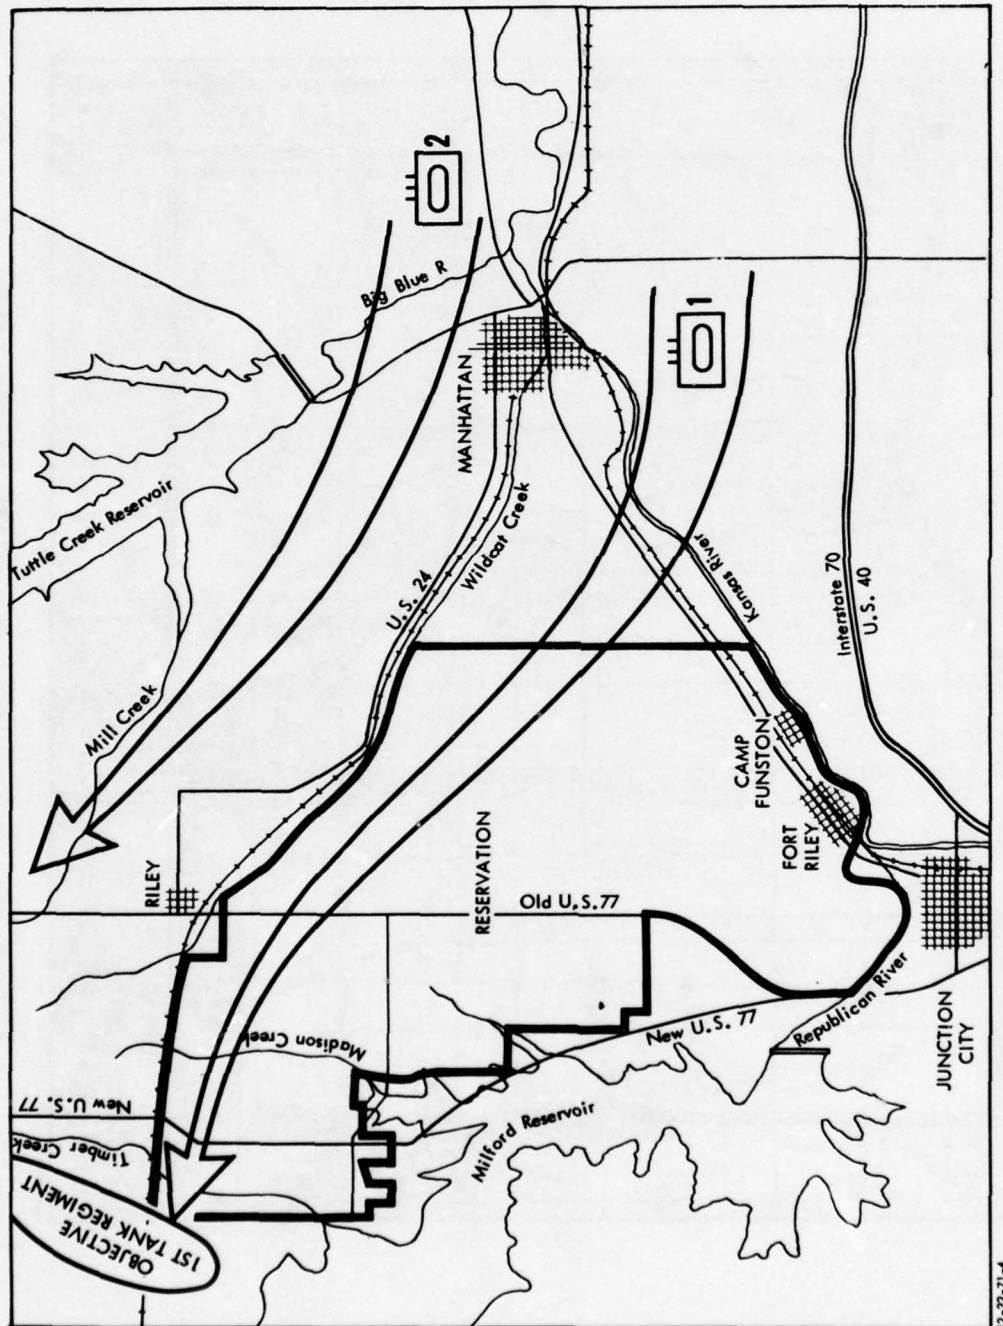 2
Big Blue R
1
MANHATTAN
Tuttle Creek Reservoir
U.S. 24
Wildcat Creek
Kansas River
Interstate 70
U.S. 40
Mill Creek
CAMP
FUNSTON
FORT
RILEY
RILEY
RESERVATION
Old U.S.77
Madison Creek
New U.S. 77
Republican River
JUNCTION
CITY
New U.S. 77
Timber Creek
Milford Reservoir
OBJECTIVE
1ST TANK REGIMENT